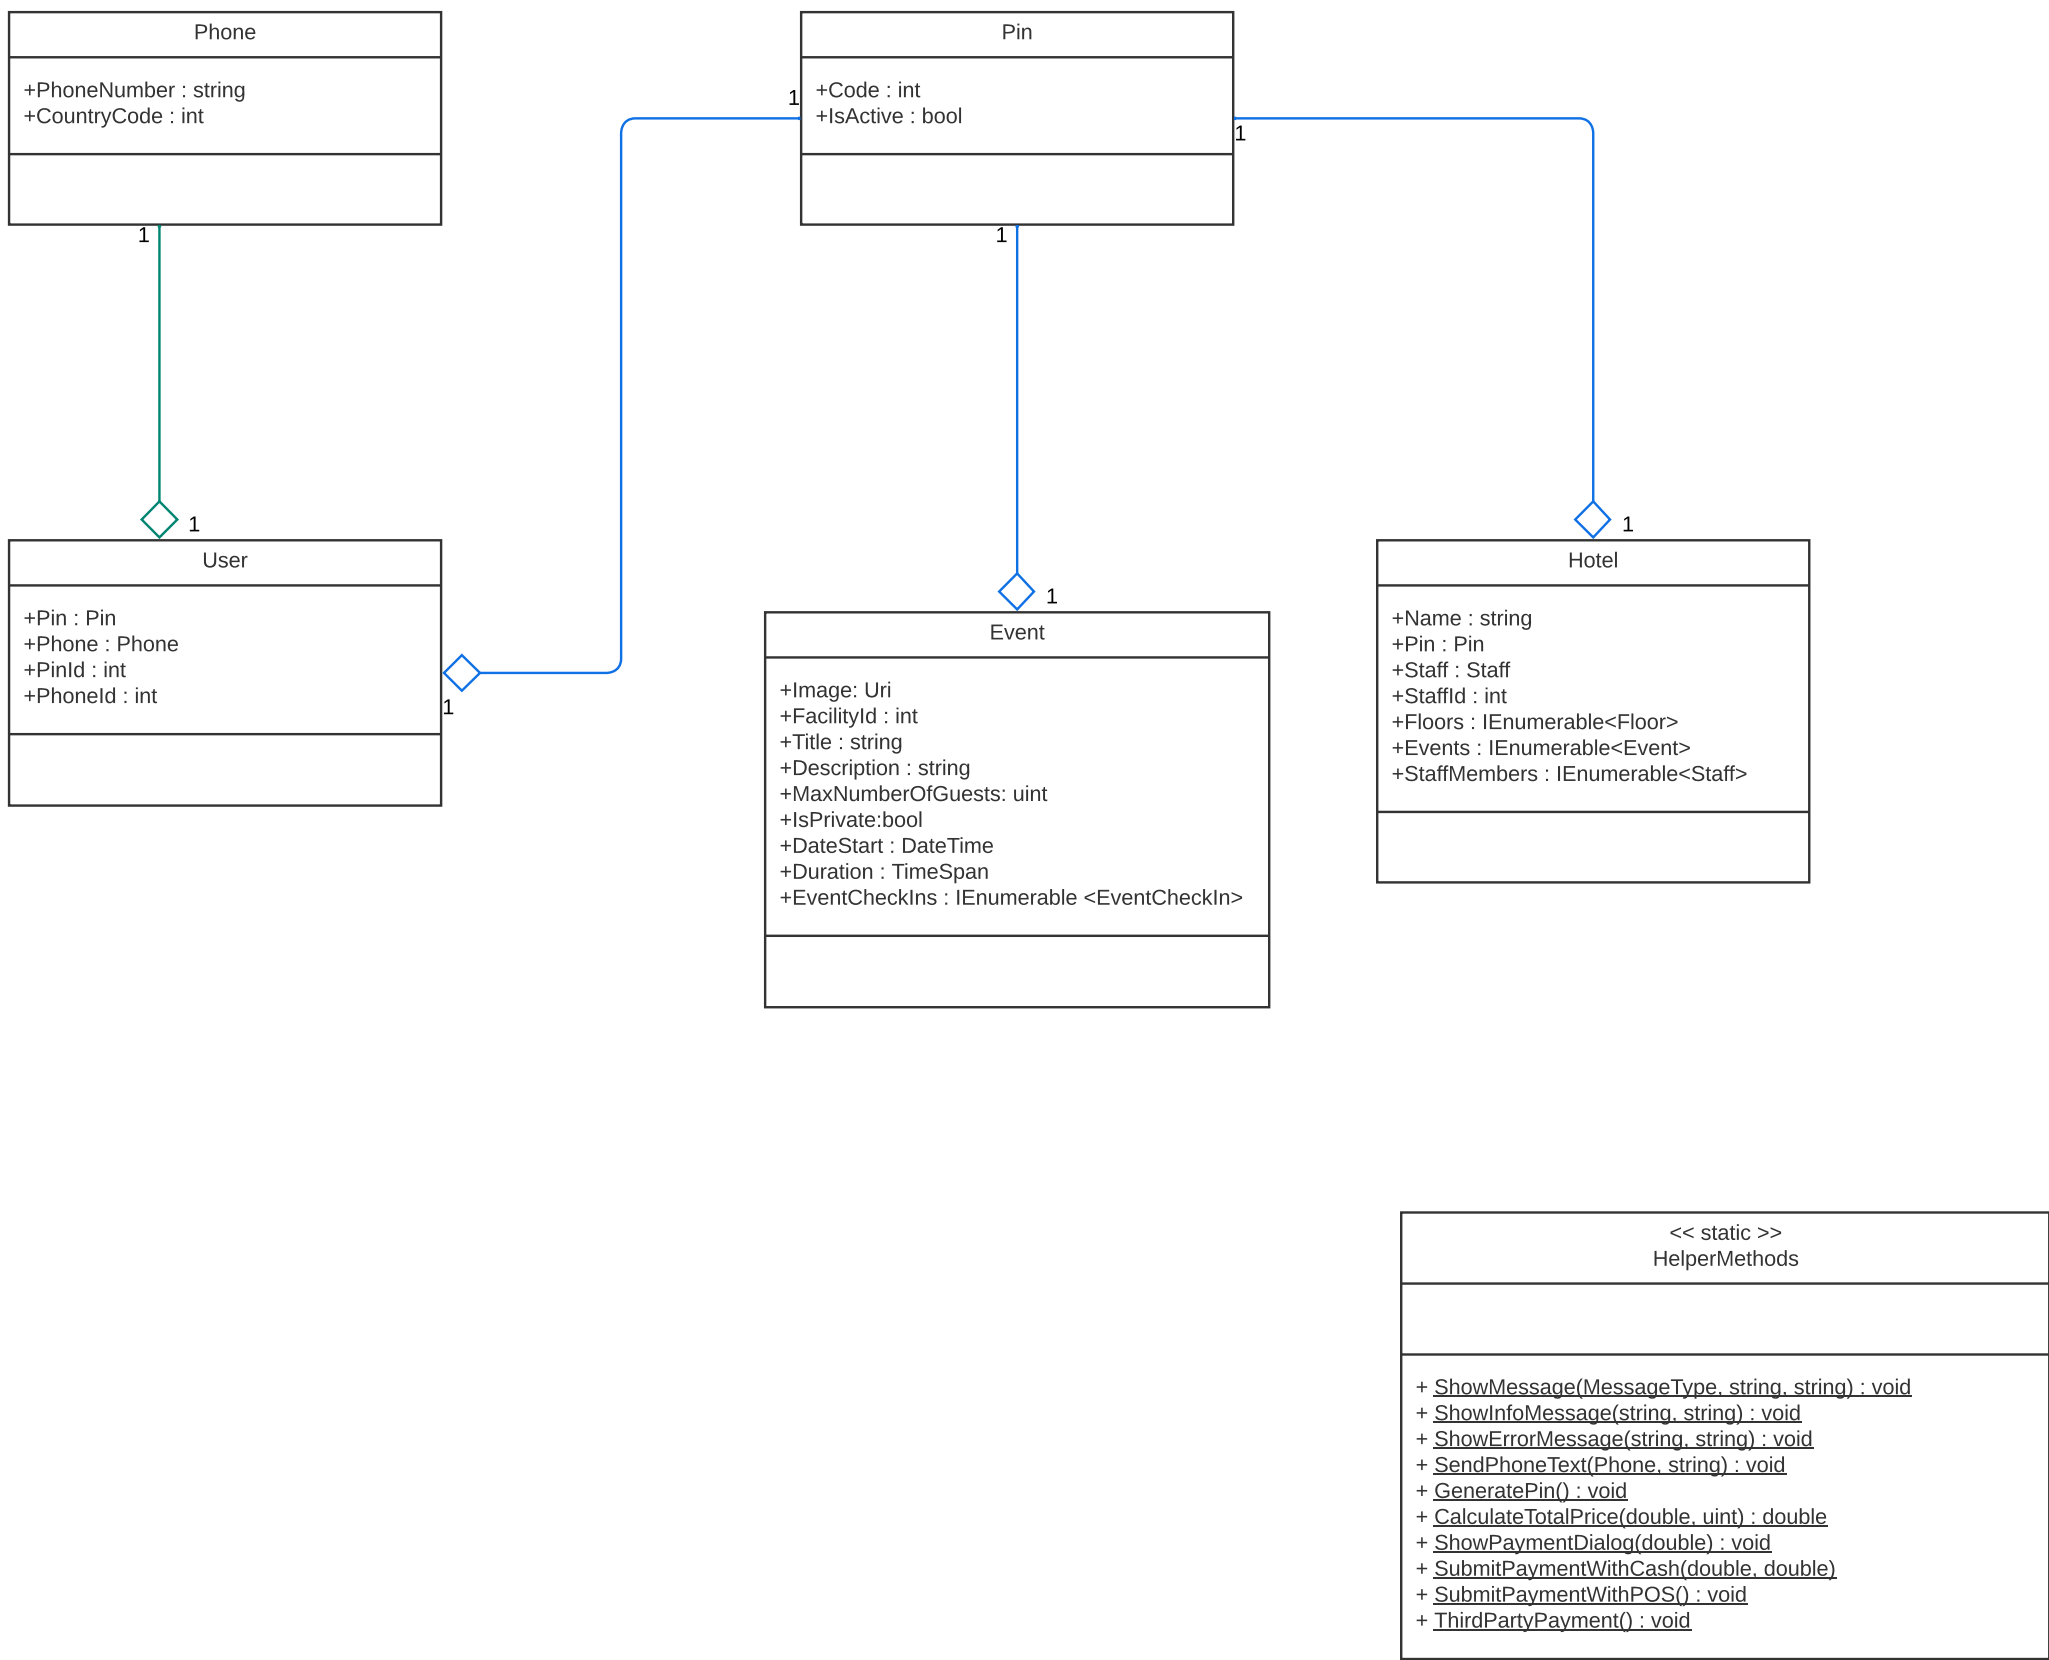 Phone
+PhoneNumber : string
+CountryCode : int
1
Pin
+Code : int
+IsActive : bool
1
1
1
1
User
+Pin : Pin
+Phone : Phone
+PinId : int
+PhoneId : int
1
1
Event
+Image: Uri
+FacilityId : int
+Title : string
+Description : string
+MaxNumberOfGuests: uint
+IsPrivate:bool
+DateStart : DateTime
+Duration : TimeSpan
+EventCheckIns : IEnumerable <EventCheckIn>
1
Hotel
+Name : string
+Pin : Pin
+Staff : Staff
+StaffId : int
+Floors : IEnumerable<Floor>
+Events : IEnumerable<Event>
+StaffMembers : IEnumerable<Staff>
<< static >>
HelperMethods
+ ShowMessage(MessageType, string, string) : void
+ ShowInfoMessage(string, string) : void
+ ShowErrorMessage(string, string) : void
+ SendPhoneText(Phone, string) : void
+ GeneratePin() : void
+ CalculateTotalPrice(double, uint) : double
+ ShowPaymentDialog(double) : void
+ SubmitPaymentWithCash(double, double)
+ SubmitPaymentWithPOS() : void
+ ThirdPartyPayment() : void